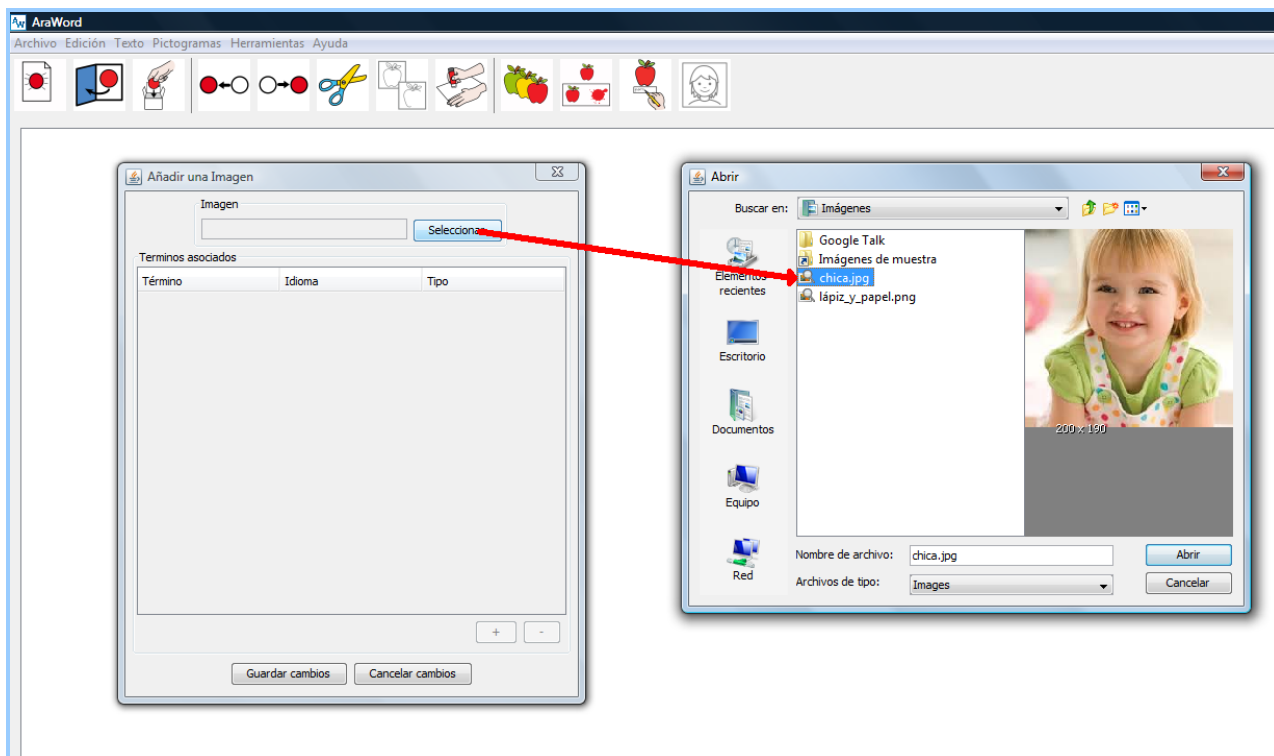 AraWord
Archivo Edición Texto Pictogramas Herramientas Ayuda
Añadir una Imagen
Imagen
Seleccionar
Terminos asociados
Término Idioma Tipo
+ -
Guardar cambios Cancelar cambios
Abrir
Buscar en: Imágenes
Google Talk
Imágenes de muestra
chica.jpg
lápiz_y_papel.png
Elementos
recientes
Escritorio
Documentos
Equipo
Red
200 x 190
Nombre de archivo: chica.jpg Abrir
Archivos de tipo: Images Cancelar